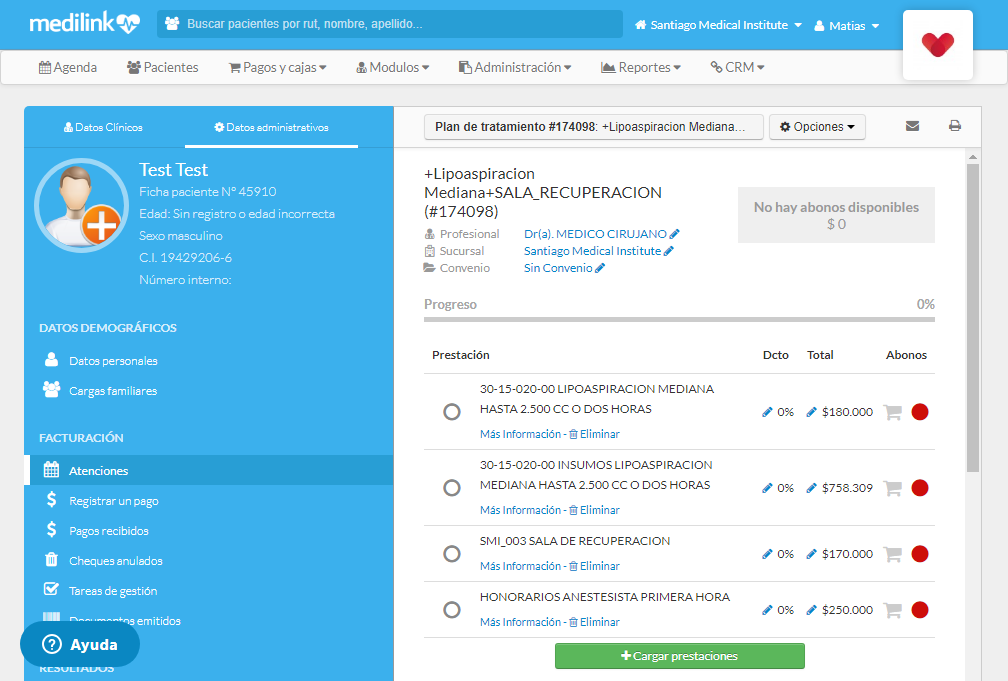 medilink
Buscar pacientes por rut, nombre, apellido...
Santiago Medical Institute
Matias
Agenda
Pacientes
Pagos y cajas
Modulos
Administración
Reportes
CRM
Datos Clínicos
Datos administrativos
Test Test
Ficha paciente N° 45910
Edad: Sin registro o edad incorrecta
Sexo masculino
C.I. 19429206-6
Número interno:
DATOS DEMOGRÁFICOS
Datos personales
Cargas familiares
FACTURACIÓN
Atenciones
Registrar un pago
Pagos recibidos
Cheques anulados
Tareas de gestión
Documentos emitidos
Ayuda
RESULTADOS
Plan de tratamiento #174098: +Lipoaspiracion Mediana...
Opciones
+Lipoaspiracion
Mediana+SALA_RECUPERACION
(#174098)
No hay abonos disponibles
$ 0
Profesional Dr(a). MEDICO CIRUJANO
Sucursal Santiago Medical Institute
Convenio Sin Convenio
Progreso 0%
Prestación Dcto Total Abonos
30-15-020-00 LIPOASPIRACION MEDIANA
HASTA 2.500 CC O DOS HORAS
0% $180.000
Más Información - Eliminar
30-15-020-00 INSUMOS LIPOASPIRACION
MEDIANA HASTA 2.500 CC O DOS HORAS
0% $758.309
Más Información - Eliminar
SMI_003 SALA DE RECUPERACION
0% $170.000
Más Información - Eliminar
HONORARIOS ANESTESISTA PRIMERA HORA
0% $250.000
Más Información - Eliminar
Cargar prestaciones